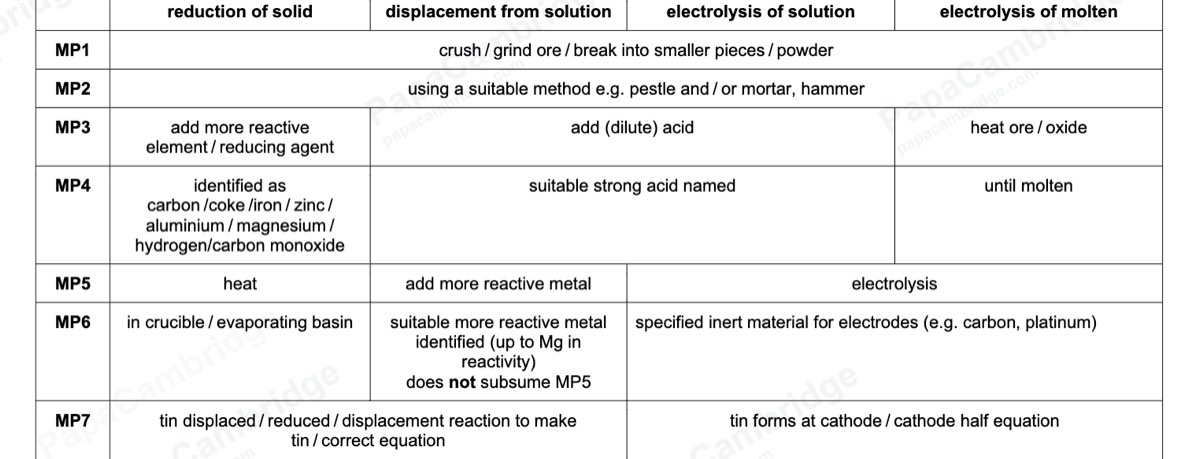 reduction of solid displacement from solution electrolysis of solution electrolysis of molten
MP1 crush / grind ore / break into smaller pieces / powder
MP2 using a suitable method e.g. pestle and / or mortar, hammer
MP3 add more reactive element / reducing agent add (dilute) acid heat ore / oxide
MP4 identified as carbon /coke /iron / zinc / aluminium / magnesium / hydrogen/carbon monoxide suitable strong acid named until molten
MP5 heat add more reactive metal electrolysis
MP6 in crucible / evaporating basin suitable more reactive metal identified (up to Mg in reactivity) does not subsume MP5 specified inert material for electrodes (e.g. carbon, platinum)
MP7 tin displaced / reduced / displacement reaction to make tin / correct equation tin forms at cathode / cathode half equation